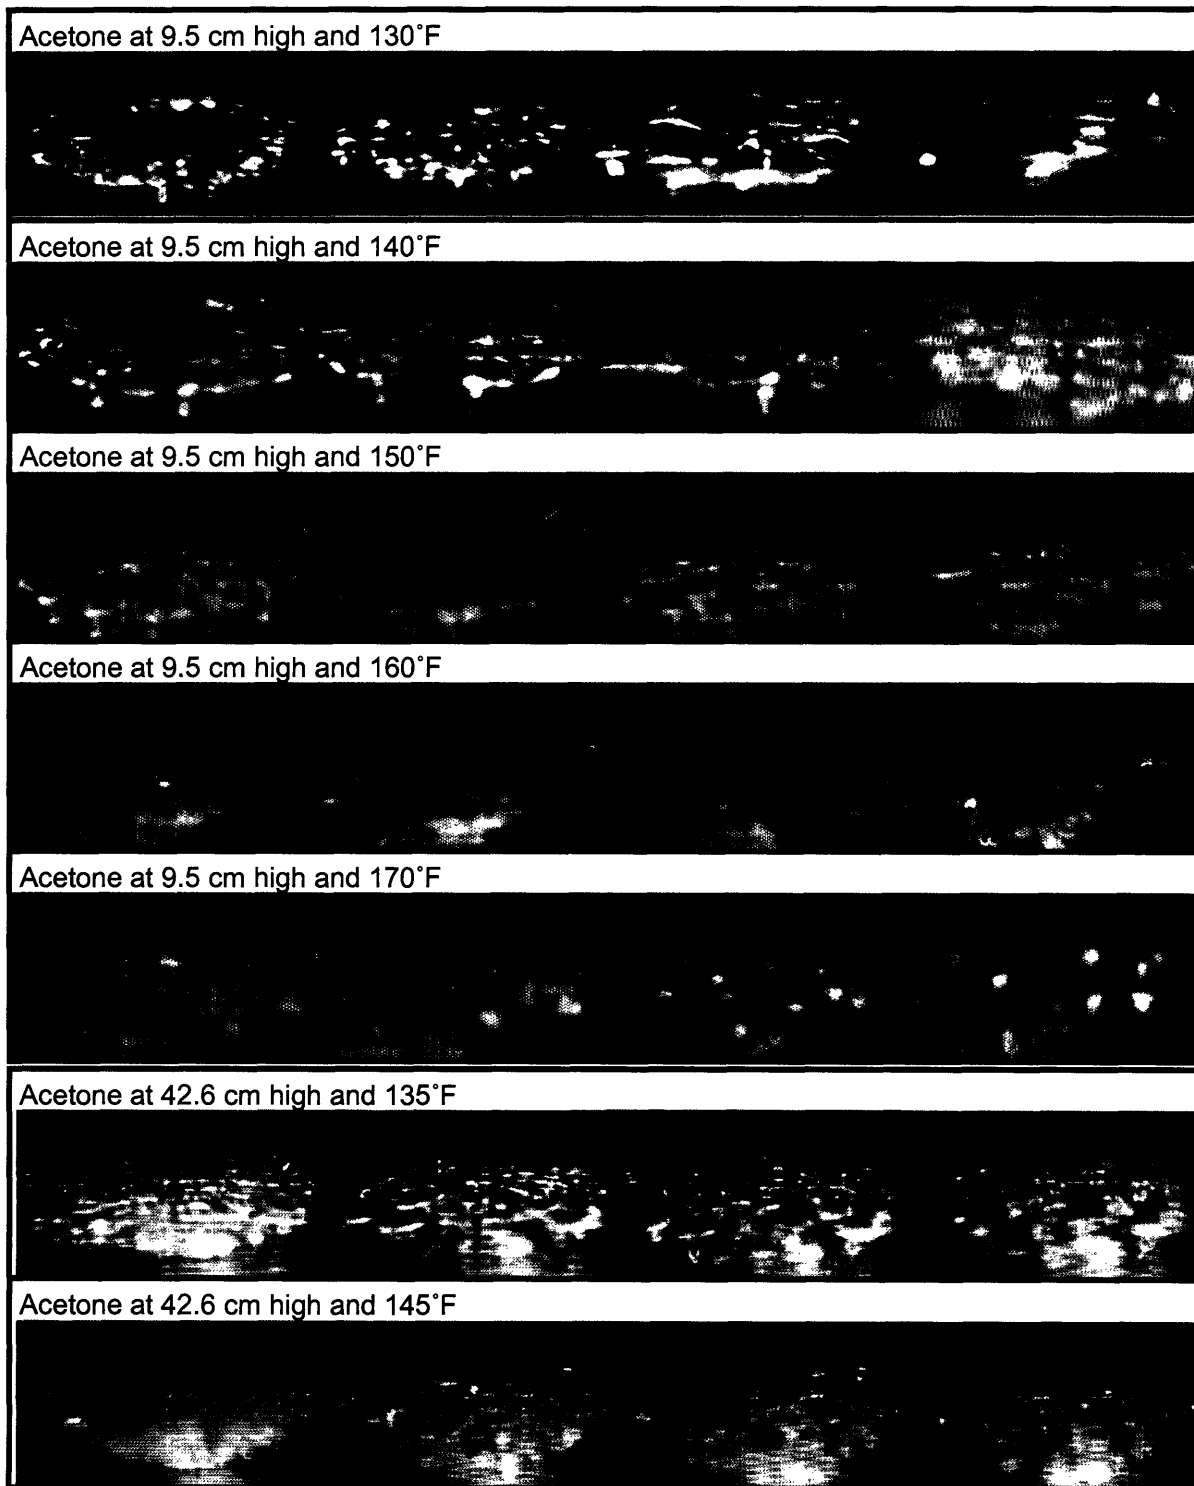 Acetone at 9.5 cm high and 130°F
Acetone at 9.5 cm high and 140°F
Acetone at 9.5 cm high and 150°F
Acetone at 9.5 cm high and 160°F
Acetone at 9.5 cm high and 170°F
Acetone at 42.6 cm high and 135°F
Acetone at 42.6 cm high and 145°F